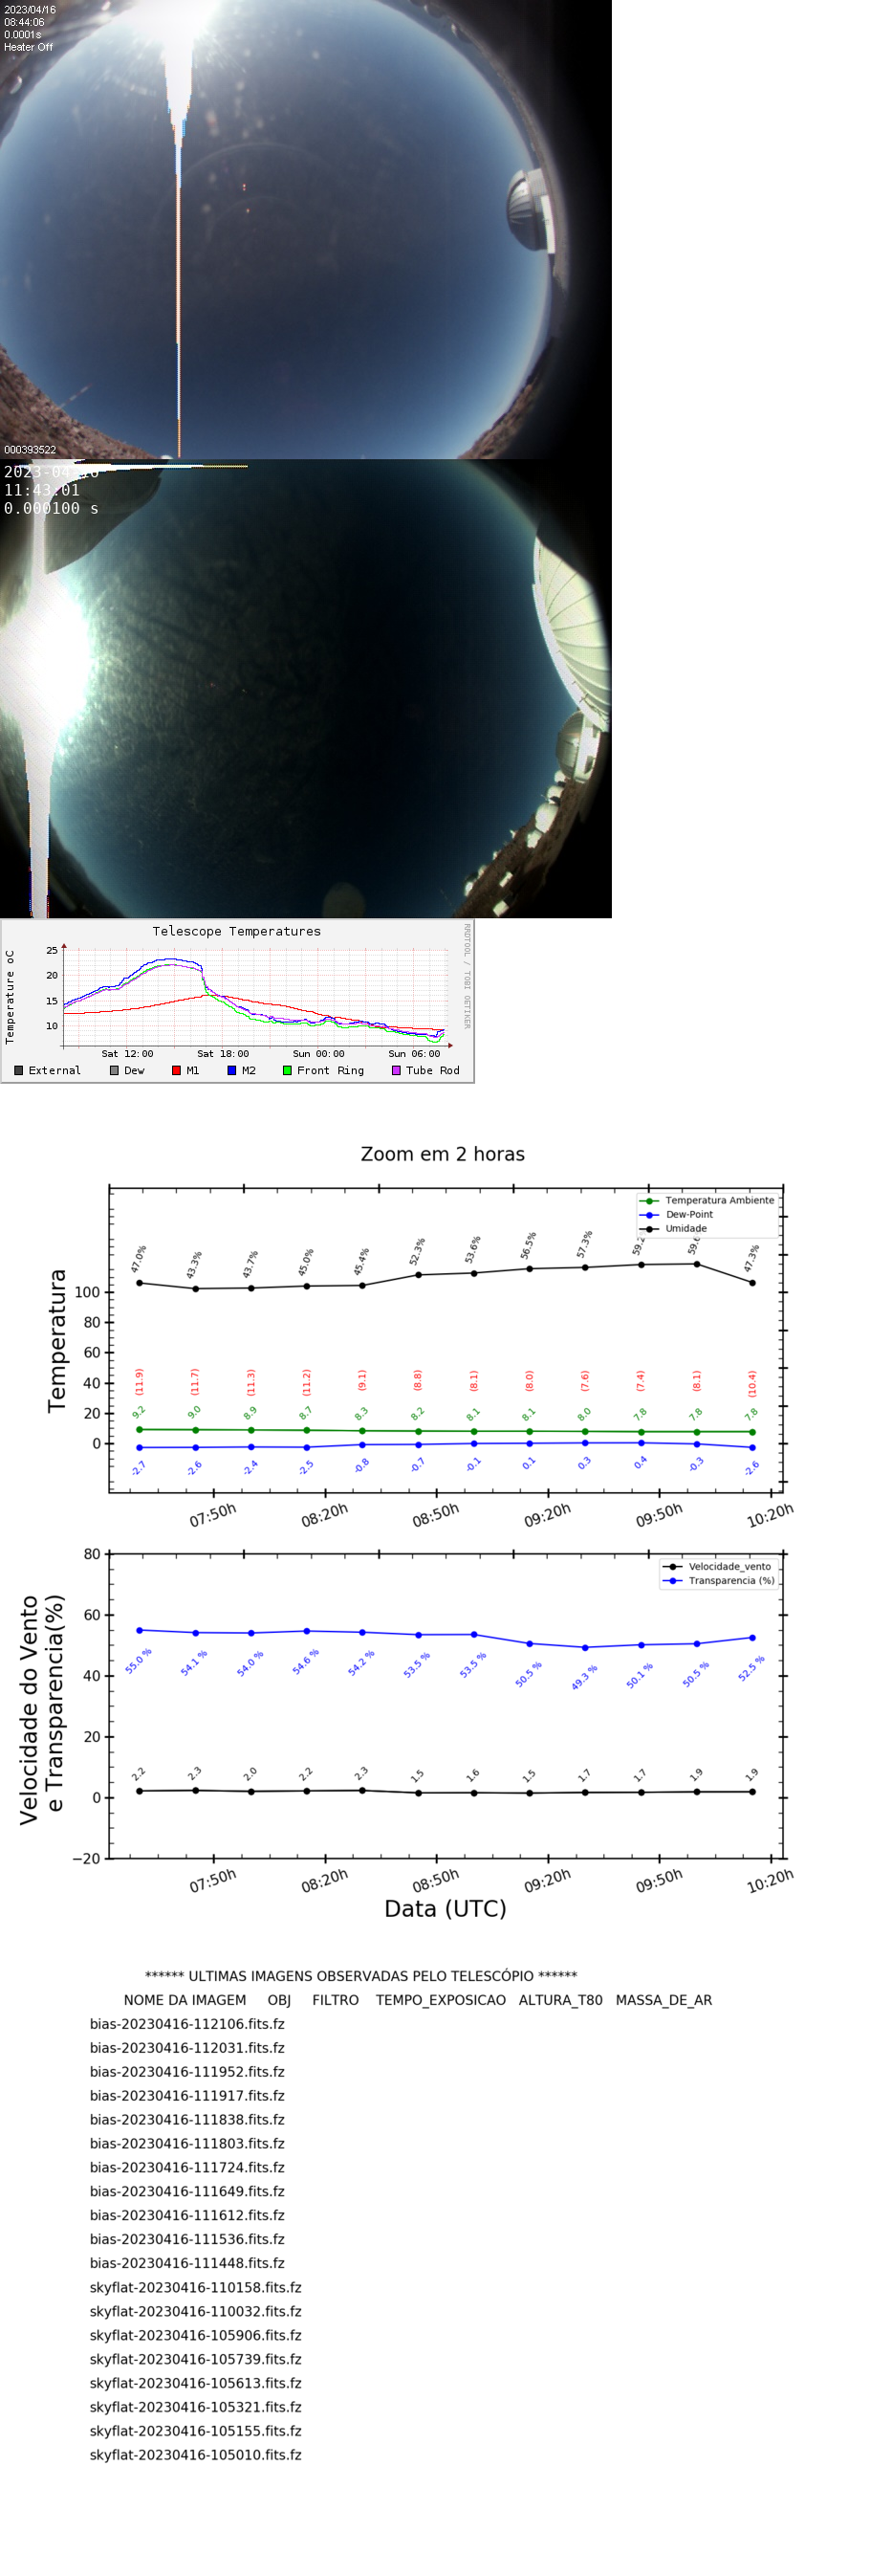 2023/04/16
08:44:06
0.0001s
Heater Off
000393522
11:43:01
0.000100 s
Telescope Temperatures
RRDTOOL / TOBI OETIKER
Temperature oC
25
20
15
10
Sat 12:00 Sat 18:00 Sun 00:00 Sun 06:00
External Dew M1 M2 Front Ring Tube Rod
Zoom em 2 horas
Temperatura Ambiente
Dew-Point
Umidade
47.0% 43.3% 43.7% 45.0% 45.4% 52.3% 53.6% 56.5% 57.3% 47.3%
Temperatura
100
80
60
40
20
0
(11.9) (11.7) (11.3) (11.2) (9.1) (8.8) (8.1) (8.0) (7.6) (7.4) (8.1) (10.4)
9.2 9.0 8.9 8.7 8.3 8.2 8.1 8.1 8.0 7.8 7.8 7.8
-2.7 -2.6 -2.4 -2.5 -0.8 -0.7 -0.1 0.1 0.3 0.4 -0.3 -2.6
07:50h 08:20h 08:50h 09:20h 09:50h 10:20h
Velocidade_vento
Transparencia (%)
Velocidade do Vento
e Transparencia(%)
80
60
40
20
0
−20
55.0 % 54.1 % 54.0 % 54.6 % 54.2 % 53.5 % 53.5 % 50.5 % 49.3 % 50.1 % 50.5 % 52.5 %
2.2 2.3 2.0 2.2 2.3 1.5 1.6 1.5 1.7 1.7 1.9 1.9
07:50h 08:20h 08:50h 09:20h 09:50h 10:20h
Data (UTC)
****** ULTIMAS IMAGENS OBSERVADAS PELO TELESCÓPIO ******
NOME DA IMAGEM OBJ FILTRO TEMPO_EXPOSICAO ALTURA_T80 MASSA_DE_AR
bias-20230416-112106.fits.fz
bias-20230416-112031.fits.fz
bias-20230416-111952.fits.fz
bias-20230416-111917.fits.fz
bias-20230416-111838.fits.fz
bias-20230416-111803.fits.fz
bias-20230416-111724.fits.fz
bias-20230416-111649.fits.fz
bias-20230416-111612.fits.fz
bias-20230416-111536.fits.fz
bias-20230416-111448.fits.fz
skyflat-20230416-110158.fits.fz
skyflat-20230416-110032.fits.fz
skyflat-20230416-105906.fits.fz
skyflat-20230416-105739.fits.fz
skyflat-20230416-105613.fits.fz
skyflat-20230416-105321.fits.fz
skyflat-20230416-105155.fits.fz
skyflat-20230416-105010.fits.fz